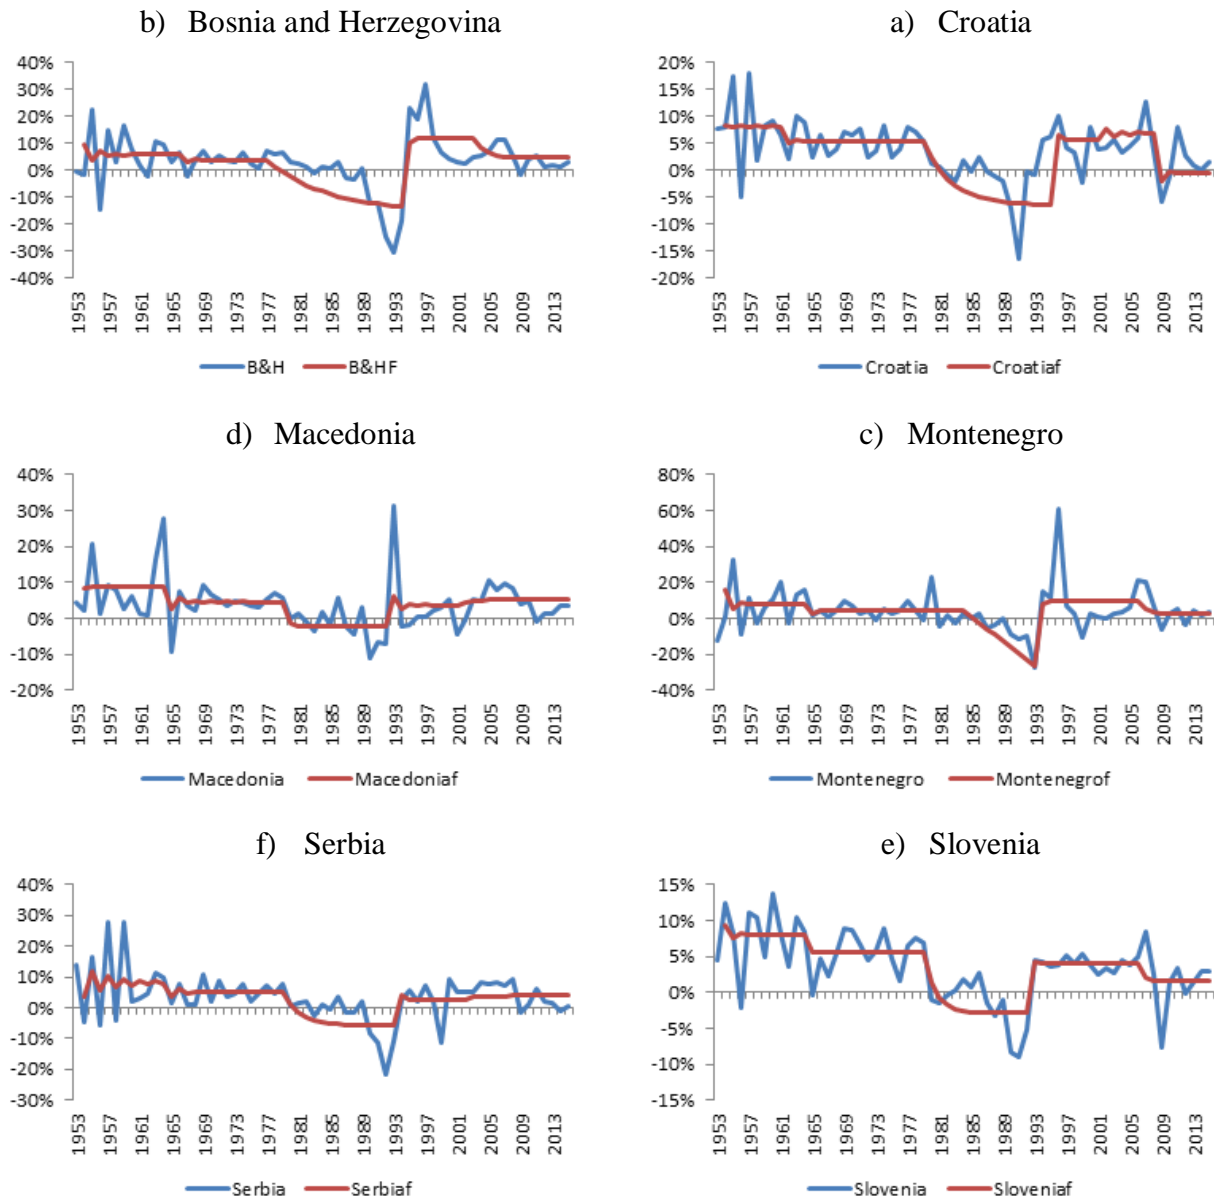 b) Bosnia and Herzegovina
40%
30%
20%
10%
0%
-10%
-20%
-30%
-40%
1953 1957 1961 1965 1969 1973 1977 1981 1985 1989 1993 1997 2001 2005 2009 2013
B&H B&HF
a) Croatia
20%
15%
10%
5%
0%
-5%
-10%
-15%
-20%
1953 1957 1961 1965 1969 1973 1977 1981 1985 1989 1993 1997 2001 2005 2009 2013
Croatia Croatiaf
d) Macedonia
40%
30%
20%
10%
0%
-10%
-20%
1953 1957 1961 1965 1969 1973 1977 1981 1985 1989 1993 1997 2001 2005 2009 2013
Macedonia Macedoniaf
c) Montenegro
80%
60%
40%
20%
0%
-20%
-40%
1953 1957 1961 1965 1969 1973 1977 1981 1985 1989 1993 1997 2001 2005 2009 2013
Montenegro Montenegrof
f) Serbia
40%
30%
20%
10%
0%
-10%
-20%
-30%
1953 1957 1961 1965 1969 1973 1977 1981 1985 1989 1993 1997 2001 2005 2009 2013
Serbia Serbiaf
e) Slovenia
15%
10%
5%
0%
-5%
-10%
-15%
1953 1957 1961 1965 1969 1973 1977 1981 1985 1989 1993 1997 2001 2005 2009 2013
Slovenia Sloveniaf